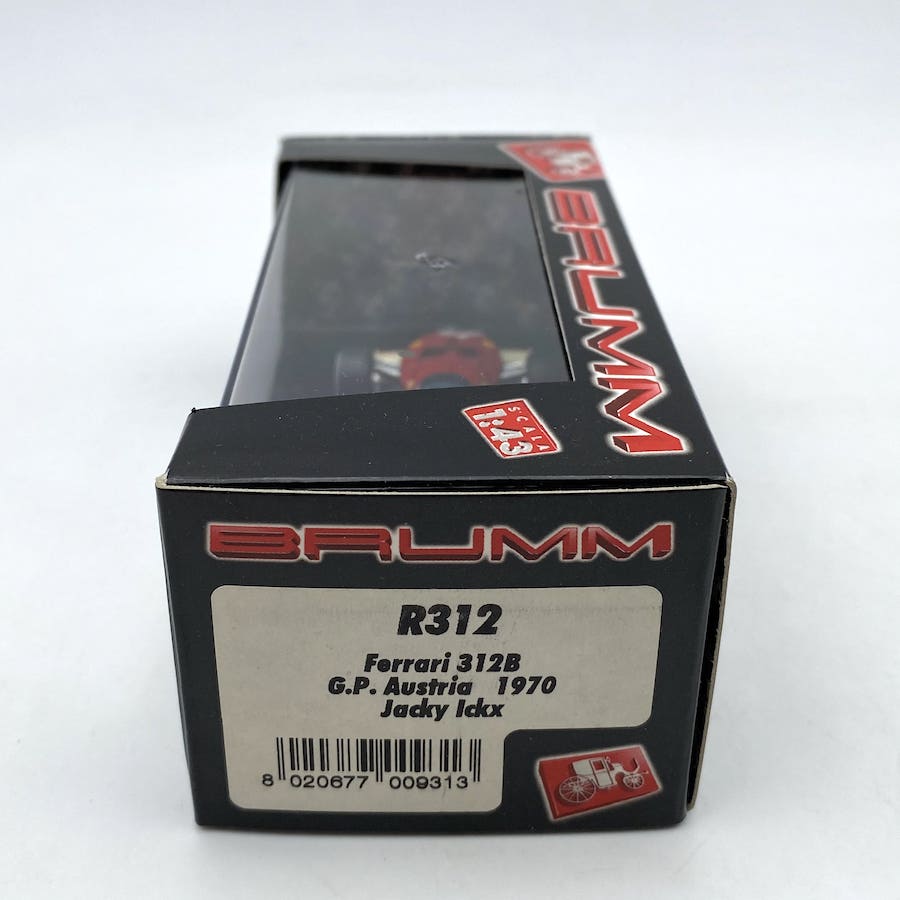 BRUMM
SCALA
1:43
BRUMM
R312
Ferrari 312B
G.P. Austria 1970
Jacky Ickx
8 020677 009313